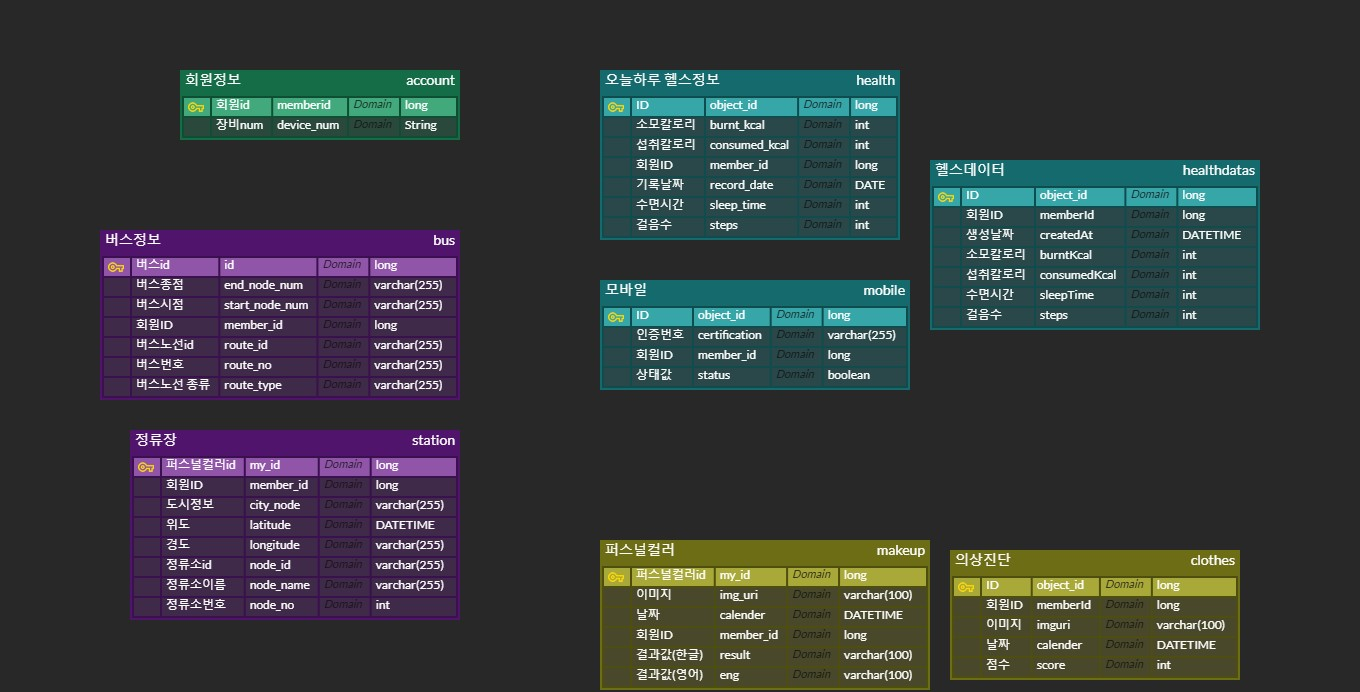 회원정보 account
회원id memberid Domain long
장비num device_num Domain String
오늘하루 헬스정보 health
ID object_id Domain long
소모칼로리 burnt_kcal Domain int
섭취칼로리 consumed_kcal Domain int
회원ID member_id Domain long
기록날짜 record_date Domain DATE
수면시간 sleep_time Domain int
걸음수 steps Domain int
헬스데이터 healthdatas
ID object_id Domain long
회원ID memberId Domain long
생성날짜 createdAt Domain DATETIME
소모칼로리 burntKcal Domain int
섭취칼로리 consumedKcal Domain int
수면시간 sleepTime Domain int
걸음수 steps Domain int
버스정보 bus
버스id id Domain long
버스종점 end_node_num Domain varchar(255)
버스시점 start_node_num Domain varchar(255)
회원ID member_id Domain long
버스노선id route_id Domain varchar(255)
버스번호 route_no Domain varchar(255)
버스노선 종류 route_type Domain varchar(255)
모바일 mobile
ID object_id Domain long
인증번호 certification Domain varchar(255)
회원ID member_id Domain long
상태값 status Domain boolean
정류장 station
퍼스널컬러id my_id Domain long
회원ID member_id Domain long
도시정보 city_node Domain varchar(255)
위도 latitude Domain DATETIME
경도 longitude Domain varchar(255)
정류소id node_id Domain varchar(255)
정류소이름 node_name Domain varchar(255)
정류소번호 node_no Domain int
퍼스널컬러 makeup
퍼스널컬러id my_id Domain long
이미지 img_uri Domain varchar(100)
날짜 calender Domain DATETIME
회원ID member_id Domain long
결과값(한글) result Domain varchar(100)
결과값(영어) eng Domain varchar(100)
의상진단 clothes
ID object_id Domain long
회원ID memberId Domain long
이미지 imguri Domain varchar(100)
날짜 calender Domain DATETIME
점수 score Domain int